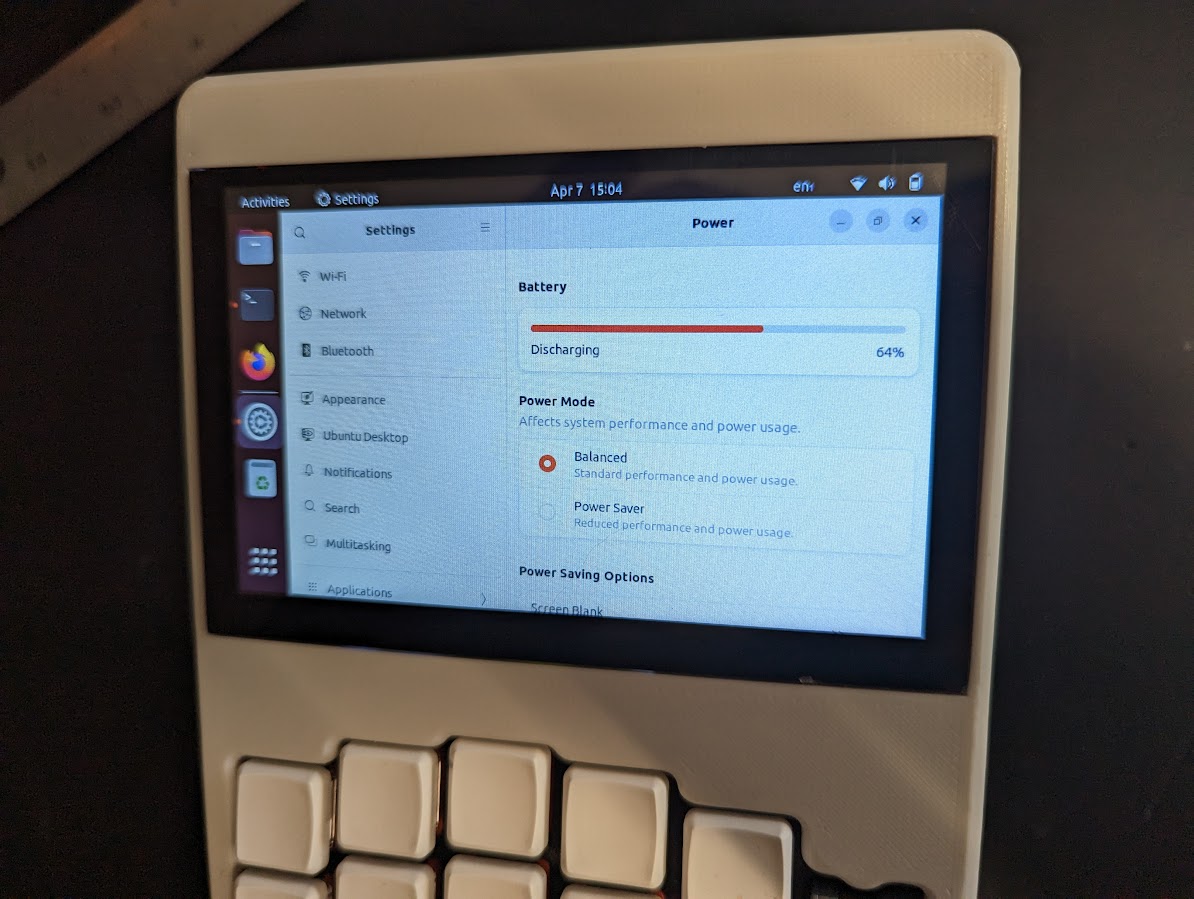 Activities
Settings
Apr 7 15:04
en₁
Settings
Power
Wi-Fi
Network
Bluetooth
Appearance
Ubuntu Desktop
Notifications
Search
Multitasking
Applications
Battery
Discharging
64%
Power Mode
Affects system performance and power usage.
Balanced
Standard performance and power usage.
Power Saver
Reduced performance and power usage.
Power Saving Options
Screen Blank